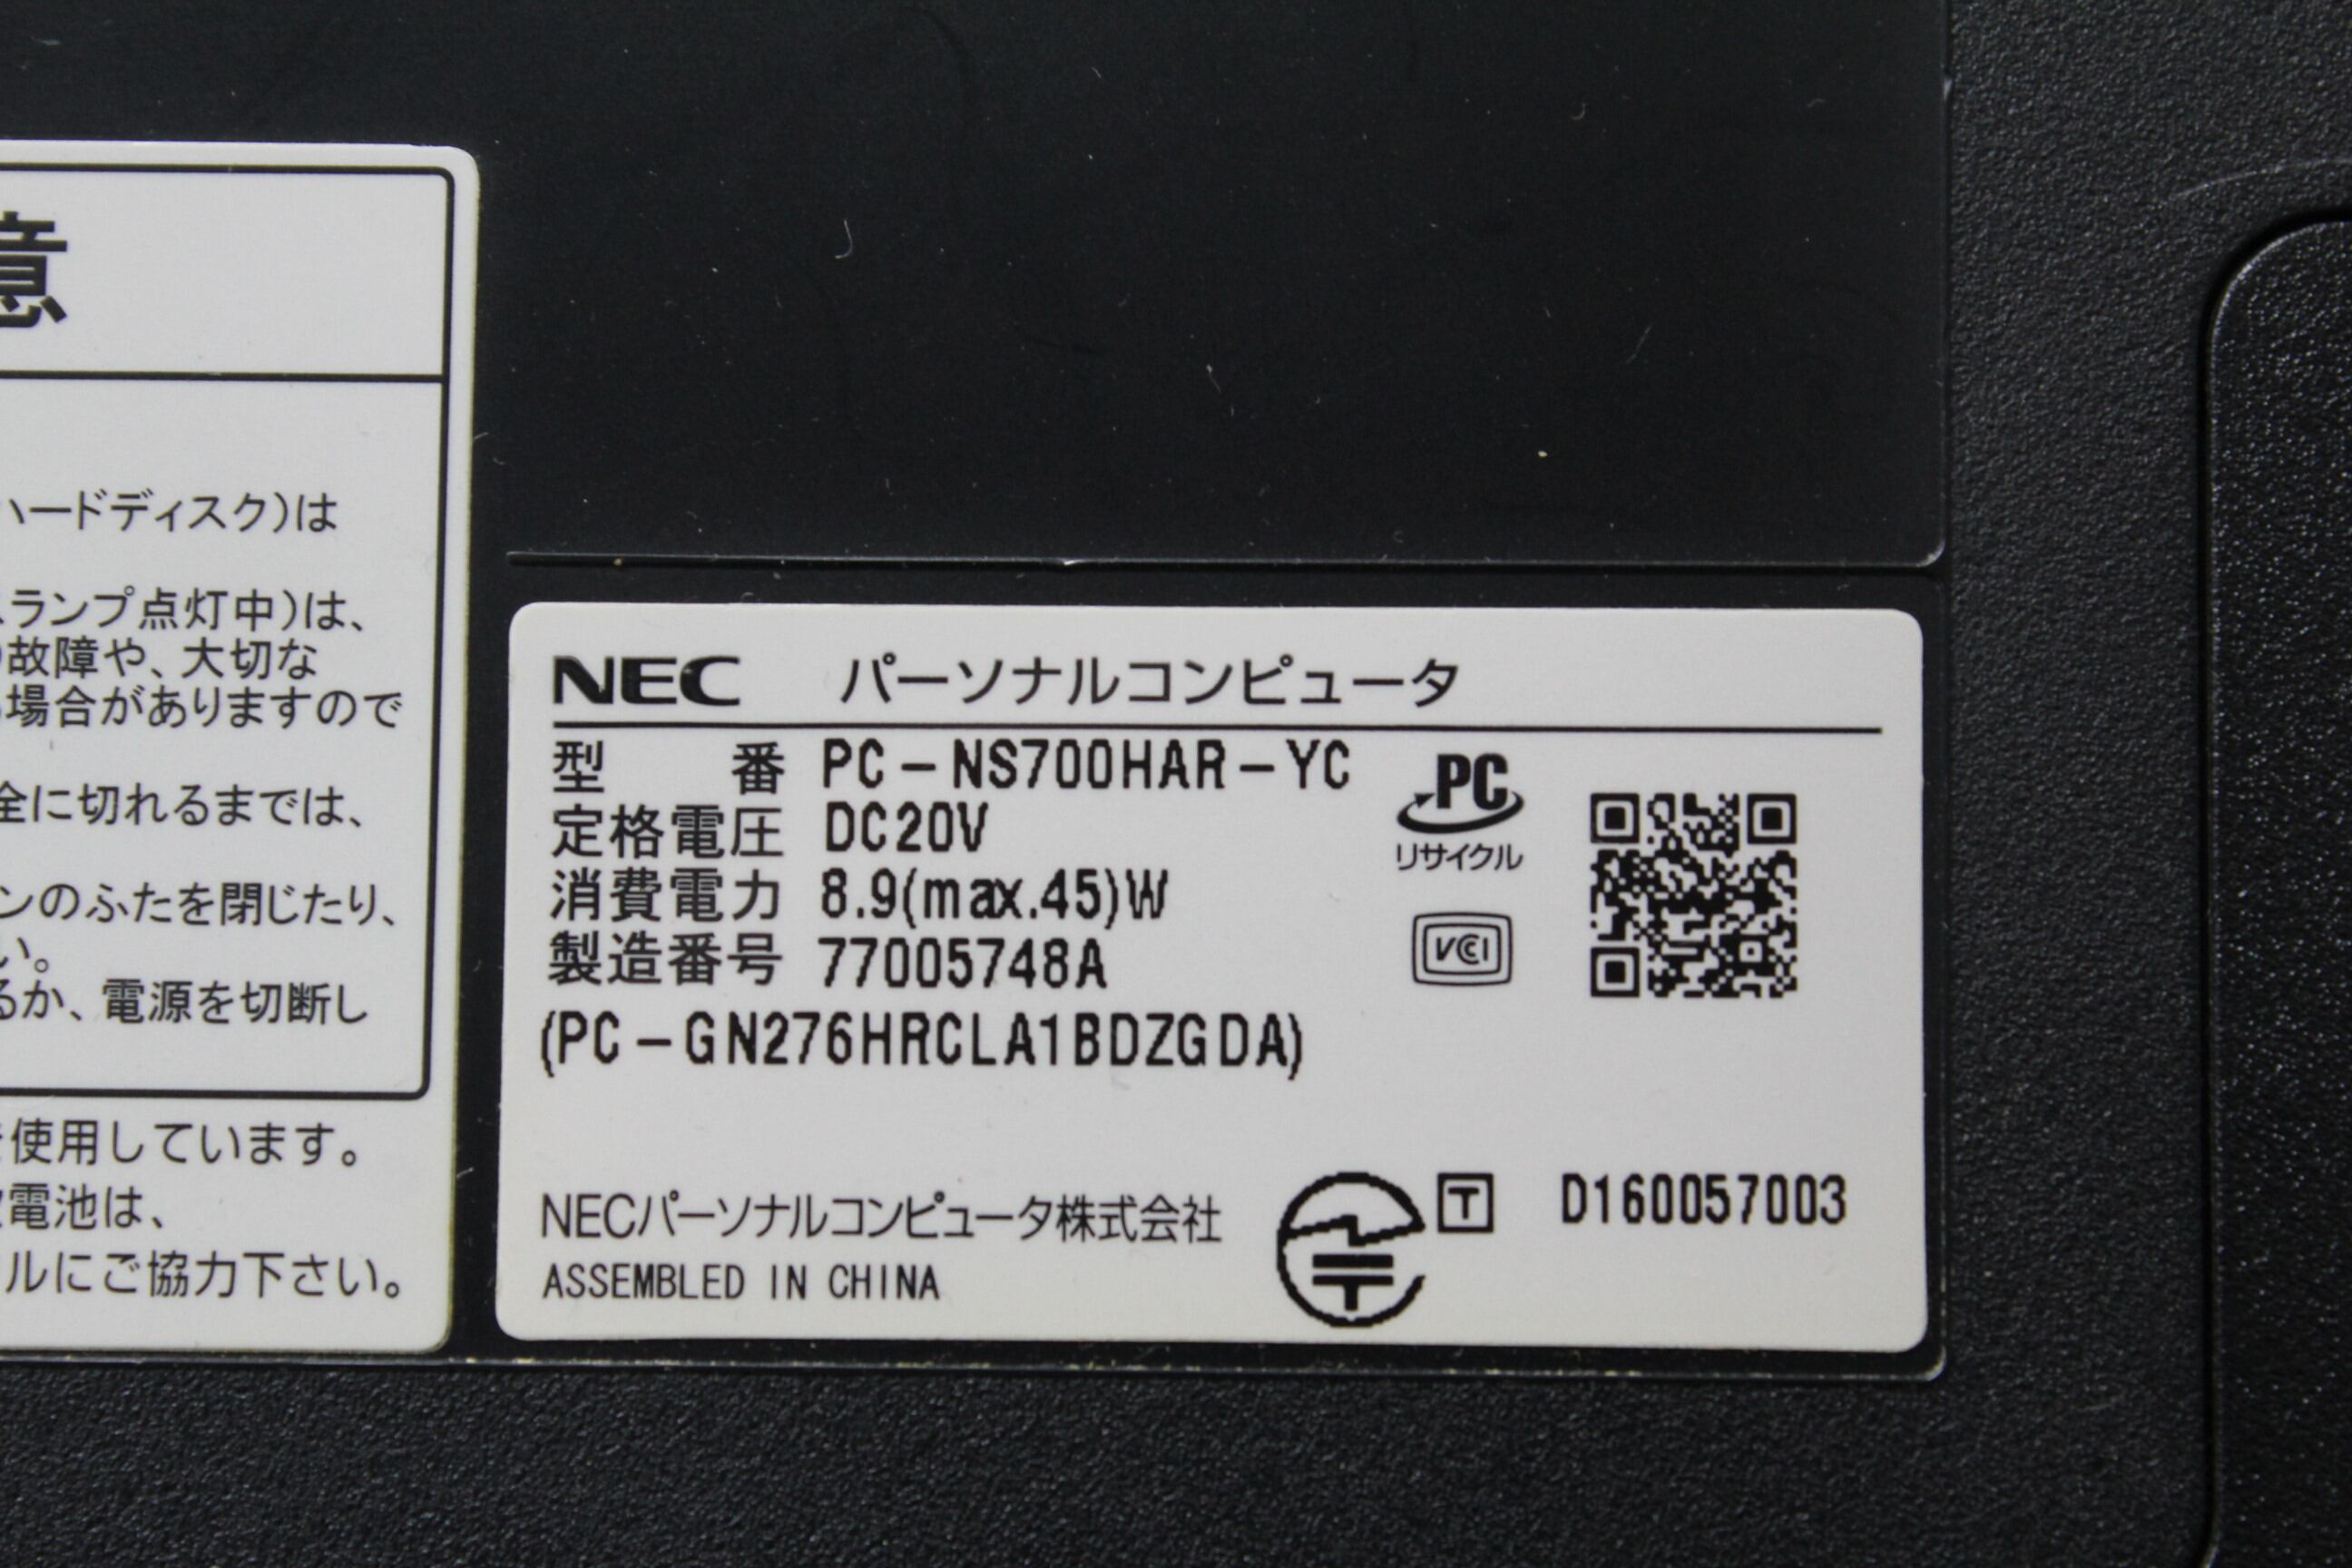 意
ハードディスク)は
ランプ点灯中)は、
故障や、大切な
場合がありますので
全に切れるまでは、
ンのふたを閉じたり、
い。
るか、電源を切断し
使用しています。
電池は、
ルにご協力下さい。
NEC パーソナルコンピュータ
型番 PC-NS700HAR-YC
定格電圧 DC20V
消費電力 8.9(max.45)W
製造番号 77005748A
(PC-GN276HRCLA1BDZGDA)
PC
リサイクル
VCCI
NECパーソナルコンピュータ株式会社
ASSEMBLED IN CHINA
T D160057003